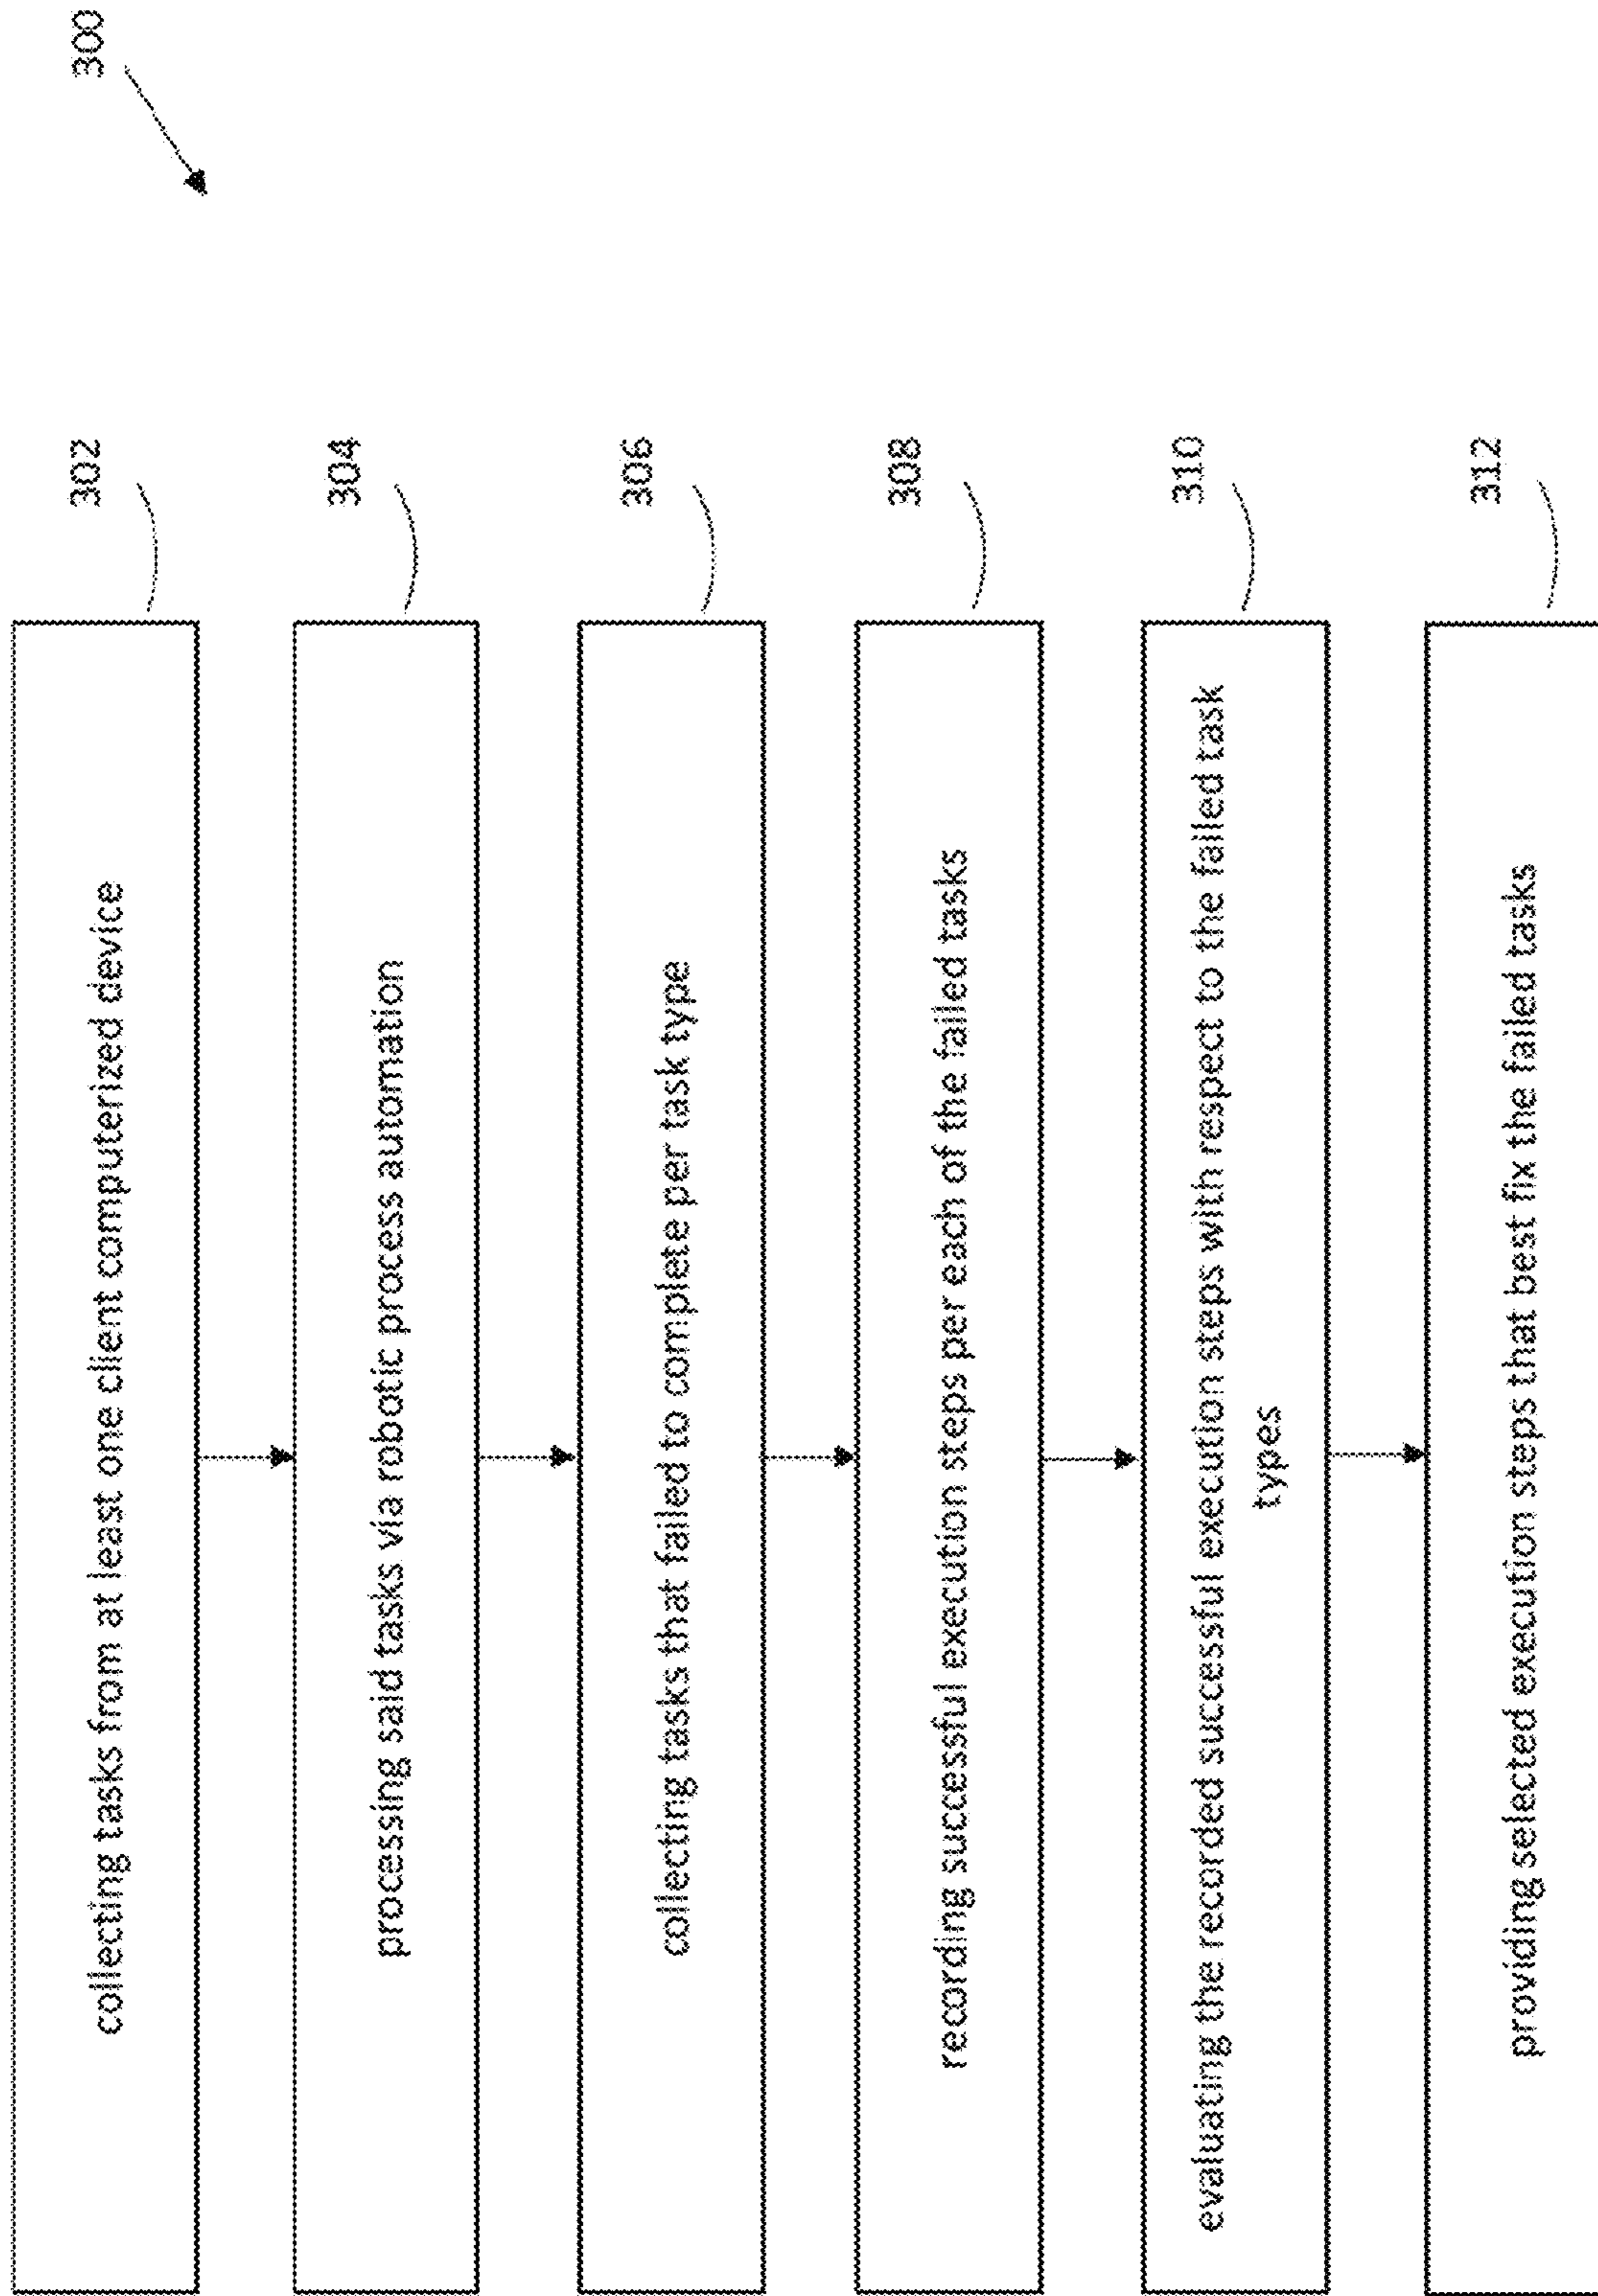 300
302
collecting tasks from at least one client computerized device
304
processing said tasks via robotic process automation
306
collecting tasks that failed to complete per task type
308
recording successful execution steps per each of the failed tasks
310
evaluating the recorded successful execution steps with respect to the failed task
types
312
providing selected execution steps that best fix the failed tasks